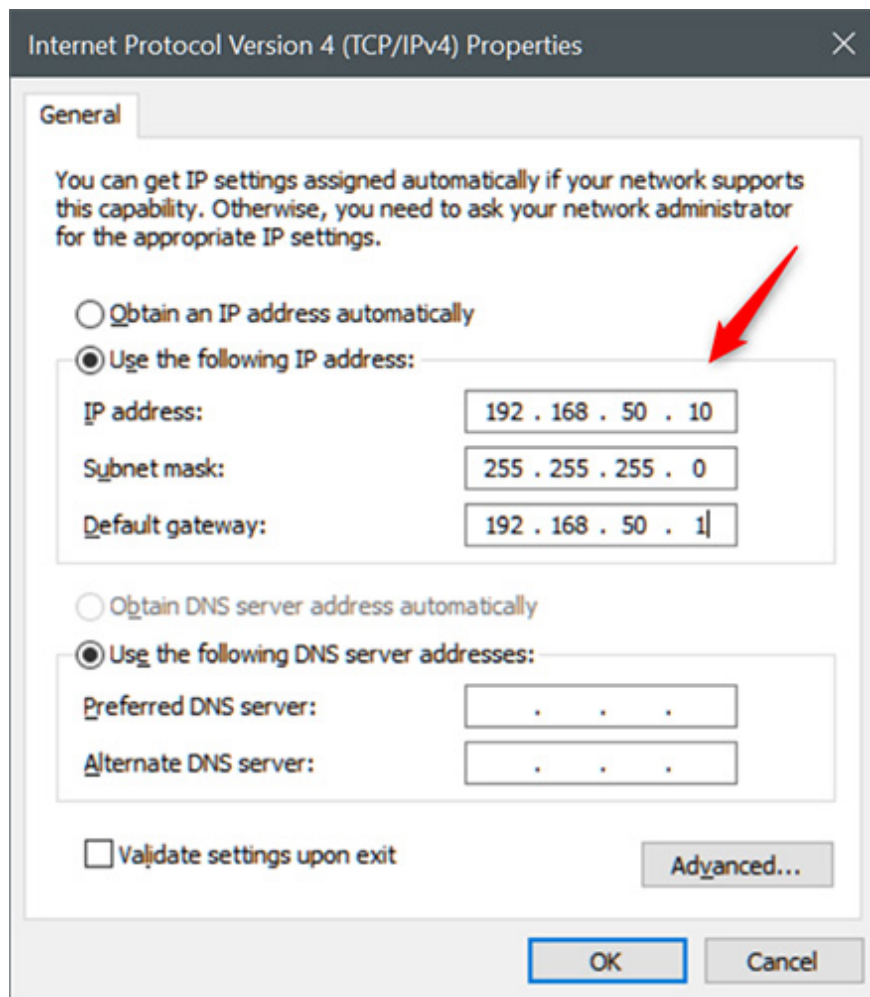 Internet Protocol Version 4 (TCP/IPv4) Properties
General
You can get IP settings assigned automatically if your network supports
this capability. Otherwise, you need to ask your network administrator
for the appropriate IP settings.
Obtain an IP address automatically
Use the following IP address:
IP address: 192 . 168 . 50 . 10
Subnet mask: 255 . 255 . 255 . 0
Default gateway: 192 . 168 . 50 . 1
Obtain DNS server address automatically
Use the following DNS server addresses:
Preferred DNS server: . . .
Alternate DNS server: . . .
Validate settings upon exit
Advanced...
OK Cancel